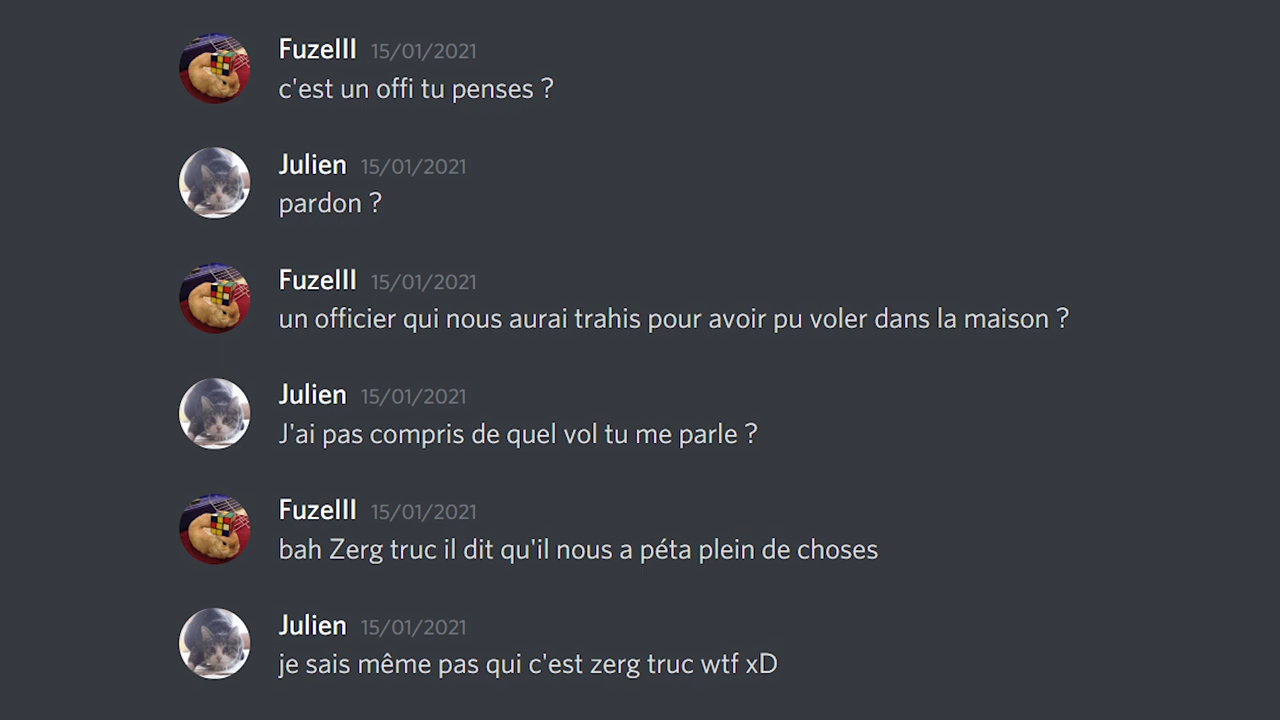 FuzeIII 15/01/2021
c'est un offi tu penses ?
Julien 15/01/2021
pardon ?
FuzeIII 15/01/2021
un officier qui nous aurai trahis pour avoir pu voler dans la maison ?
Julien 15/01/2021
J'ai pas compris de quel vol tu me parle ?
FuzeIII 15/01/2021
bah Zerg truc il dit qu'il nous a péta plein de choses
Julien 15/01/2021
je sais même pas qui c'est zerg truc wtf xD